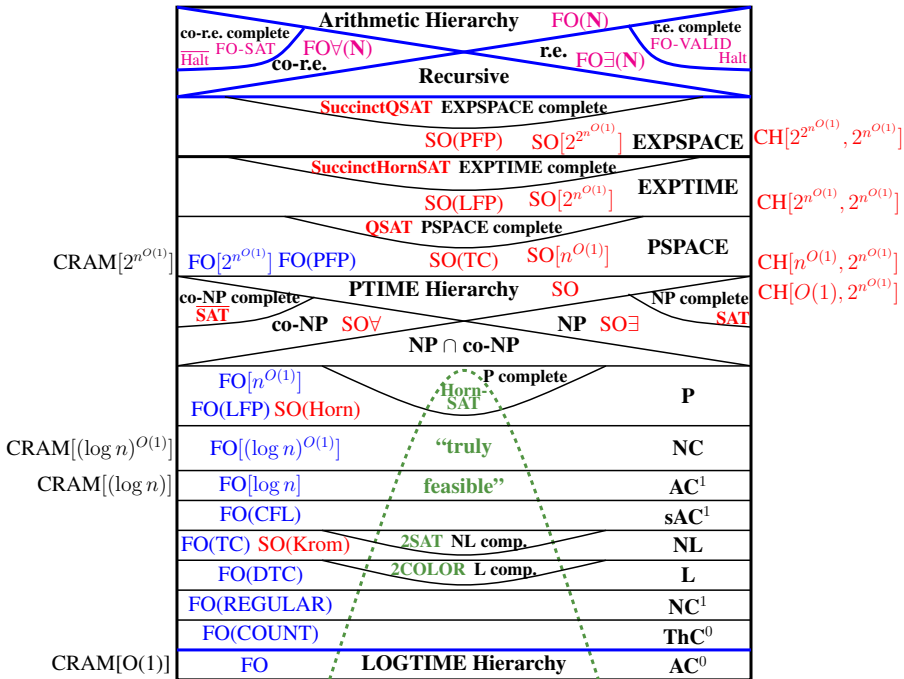 Arithmetic Hierarchy FO(N)
co-r.e. complete r.e. complete
FO-SAT FO∀(N) r.e. FO-VALID
H̅a̅l̅t̅ co-r.e. FO∃(N) Halt
Recursive
SuccinctQSAT EXPSPACE complete
SO(PFP) SO[2^{2^{n^{O(1)}}}] EXPSPACE CH[2^{2^{n^{O(1)}}}, 2^{n^{O(1)}}]
SuccinctHornSAT EXPTIME complete
EXPTIME
SO(LFP) SO[2^{n^{O(1)}}] CH[2^{n^{O(1)}}, 2^{n^{O(1)}}]
QSAT PSPACE complete
PSPACE
CRAM[2^{n^{O(1)}}] FO[2^{n^{O(1)}}] FO(PFP) SO(TC) SO[n^{O(1)}] CH[n^{O(1)}, 2^{n^{O(1)}}]
PTIME Hierarchy SO CH[O(1), 2^{n^{O(1)}}]
co-NP complete NP complete
S̅A̅T̅ SAT
co-NP SO∀ NP SO∃
NP ∩ co-NP
FO[n^{O(1)}] P complete
Horn-
SAT P
FO(LFP) SO(Horn)
CRAM[(log n)^{O(1)}] FO[(log n)^{O(1)}] “truly NC
CRAM[(log n)] FO[log n] feasible” AC^1
FO(CFL) sAC^1
FO(TC) SO(Krom) 2SAT NL comp. NL
FO(DTC) 2COLOR L comp. L
FO(REGULAR) NC^1
FO(COUNT) ThC^0
CRAM[O(1)] FO LOGTIME Hierarchy AC^0